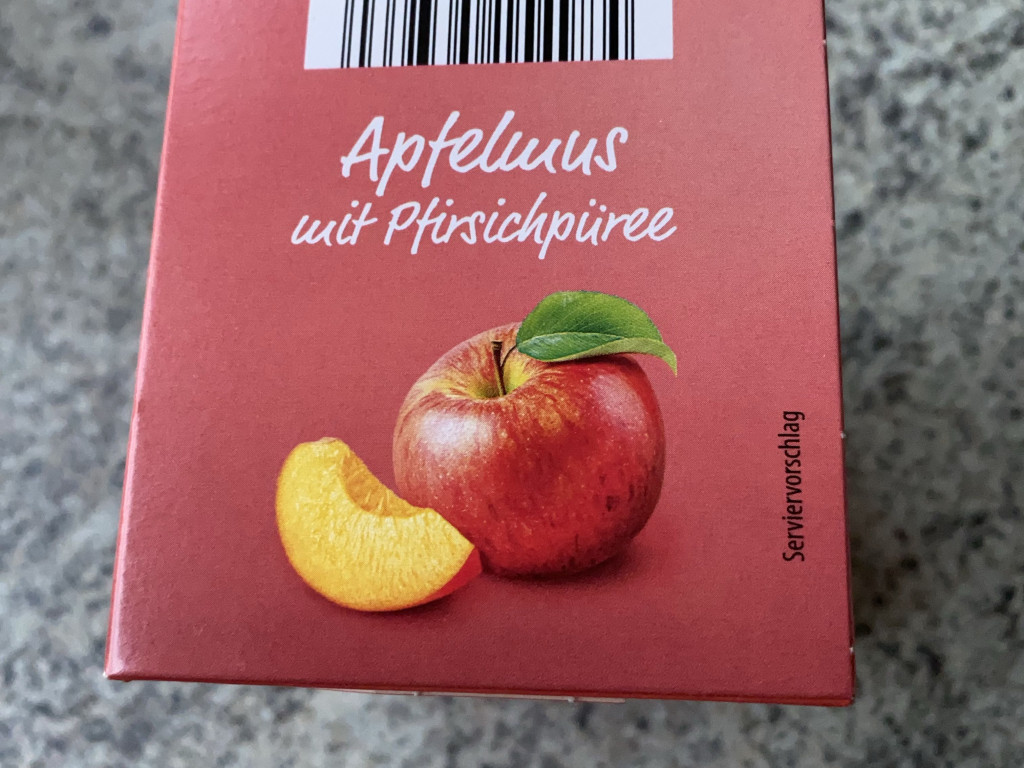 Apfelmus
mit Pfirsichpüree
Serviervorschlag